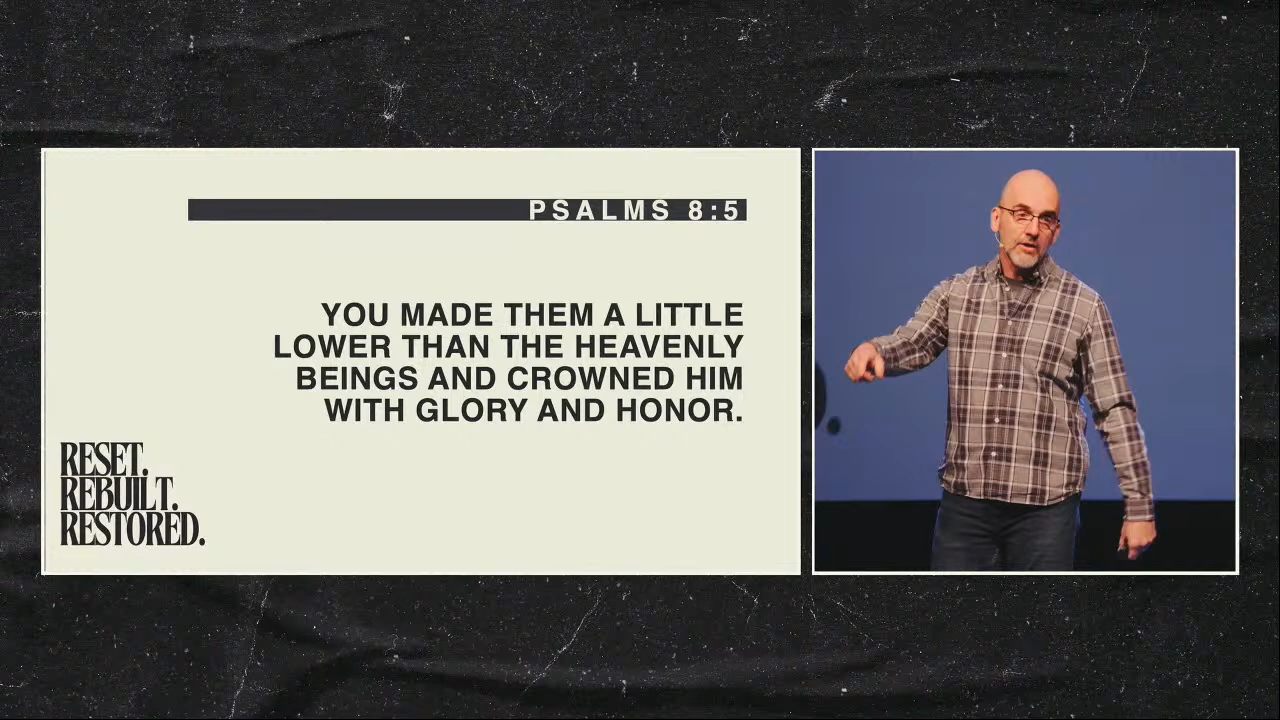 PSALMS 8:5
YOU MADE THEM A LITTLE
LOWER THAN THE HEAVENLY
BEINGS AND CROWNED HIM
WITH GLORY AND HONOR.
RESET.
REBUILT.
RESTORED.